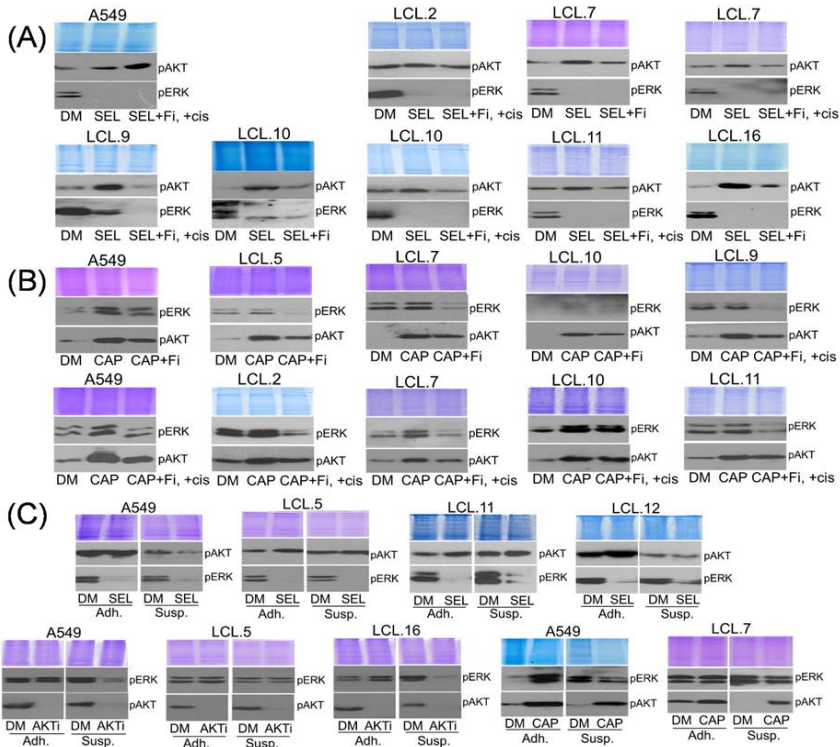 (A)
A549
LCL.2
LCL.7
LCL.7
pAKT
pAKT
pAKT
pAKT
pERK
pERK
pERK
pERK
DM SEL SEL+Fi, +cis
DM SEL SEL+Fi, +cis
DM SEL SEL+Fi
DM SEL SEL+Fi, +cis
LCL.9
LCL.10
LCL.10
LCL.11
LCL.16
pAKT
pAKT
pAKT
pAKT
pAKT
pERK
pERK
pERK
pERK
pERK
DM SEL SEL+Fi, +cis
DM SEL SEL+Fi
DM SEL SEL+Fi, +cis
DM SEL SEL+Fi, +cis
DM SEL SEL+Fi
(B)
A549
LCL.5
LCL.7
LCL.10
LCL.9
pERK
pERK
pERK
pERK
pERK
pAKT
pAKT
pAKT
pAKT
pAKT
DM CAP CAP+Fi
DM CAP CAP+Fi
DM CAP CAP+Fi
DM CAP CAP+Fi
DM CAP CAP+Fi, +cis
A549
LCL.2
LCL.7
LCL.10
LCL.11
pERK
pERK
pERK
pERK
pERK
pAKT
pAKT
pAKT
pAKT
pAKT
DM CAP CAP+Fi, +cis
DM CAP CAP+Fi, +cis
DM CAP CAP+Fi, +cis
DM CAP CAP+Fi, +cis
DM CAP CAP+Fi, +cis
(C)
A549
LCL.5
LCL.11
LCL.12
pAKT
pAKT
pAKT
pAKT
pERK
pERK
pERK
pERK
DM SEL DM SEL
DM SEL DM SEL
DM SEL DM SEL
DM SEL DM SEL
Adh. Susp.
Adh. Susp.
Adh. Susp.
Adh. Susp.
A549
LCL.5
LCL.16
A549
LCL.7
pERK
pERK
pERK
pERK
pERK
pAKT
pAKT
pAKT
pAKT
pAKT
DM AKTi DM AKTi
DM AKTi DM AKTi
DM AKTi DM AKTi
DM CAP DM CAP
DM CAP DM CAP
Adh. Susp.
Adh. Susp.
Adh. Susp.
Adh. Susp.
Adh. Susp.